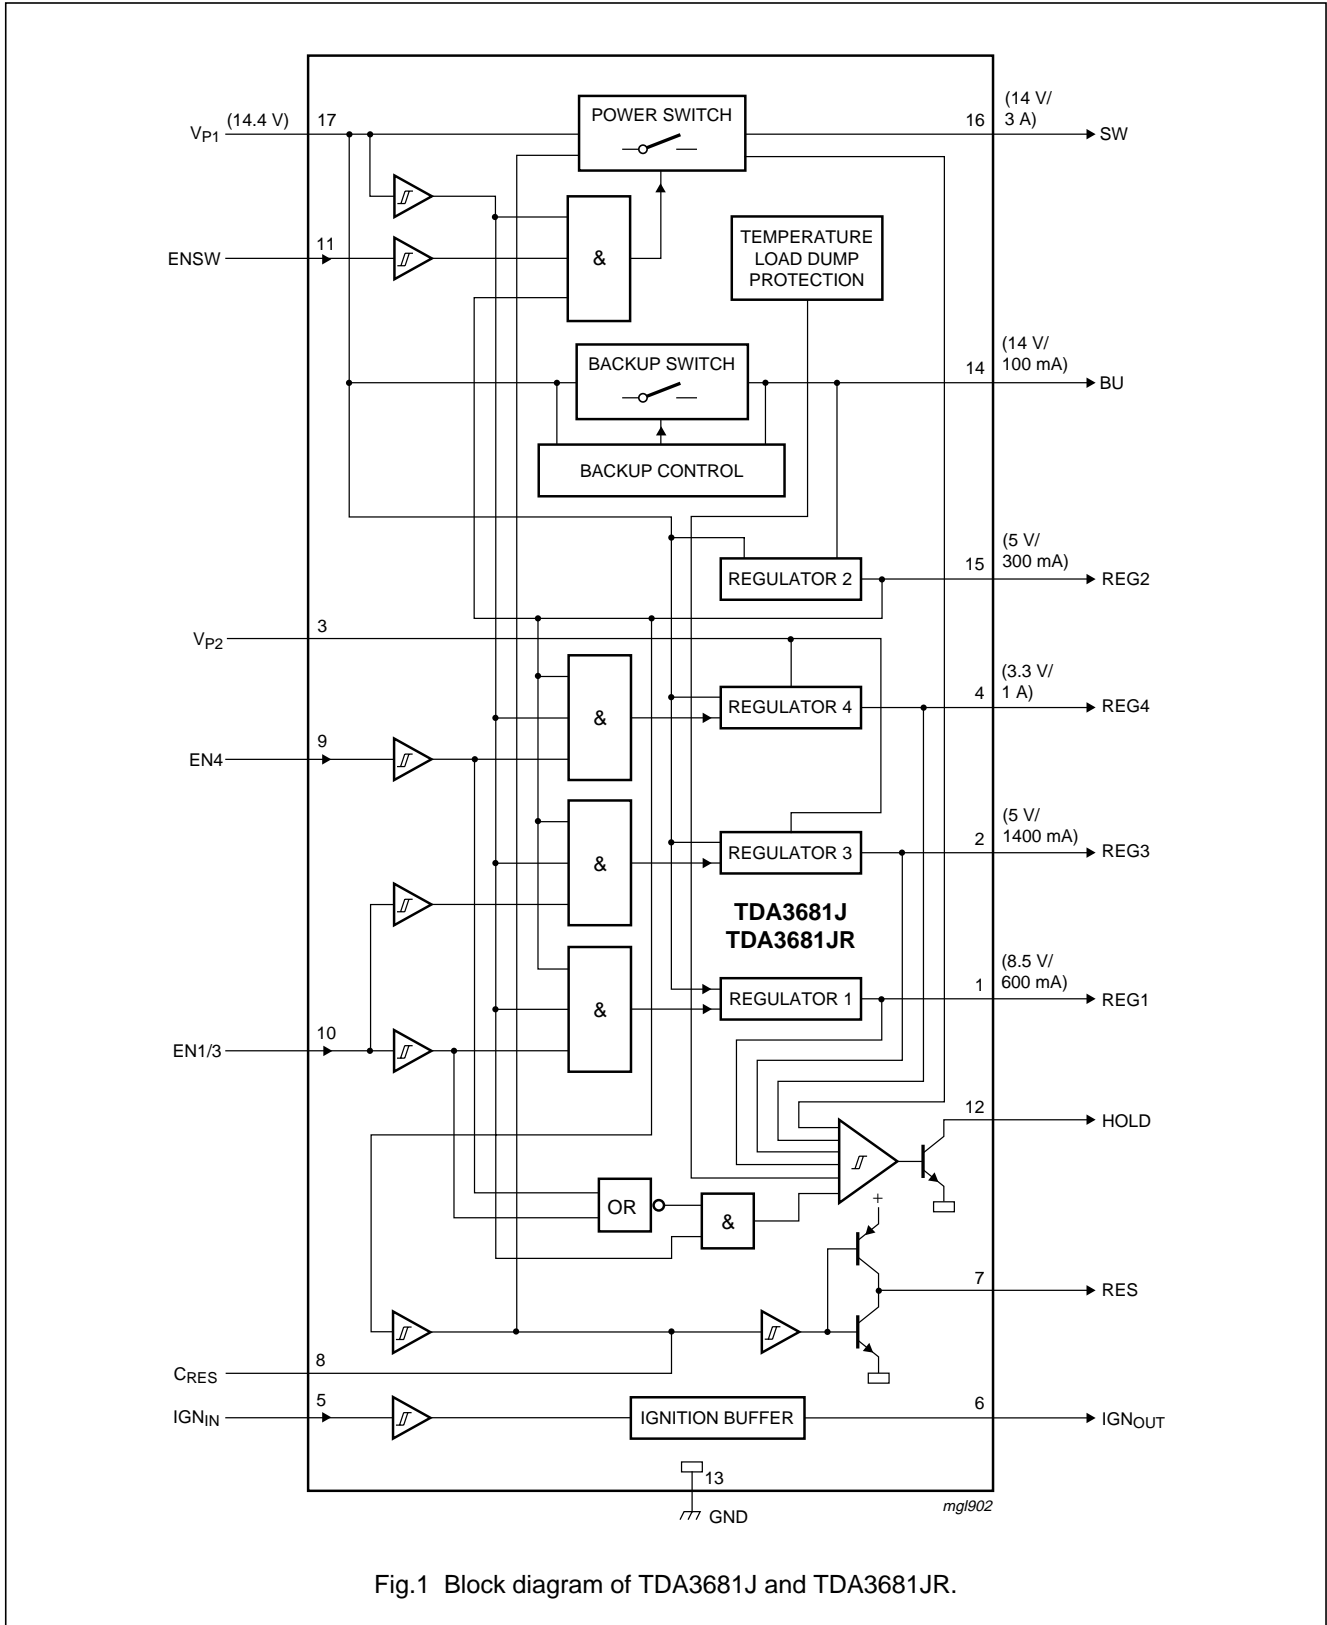 (14 V/
3 A)
VP1 (14.4 V) 17
POWER SWITCH
16
SW
ENSW
11
&
TEMPERATURE
LOAD DUMP
PROTECTION
BACKUP SWITCH
14
(14 V/
100 mA)
BU
BACKUP CONTROL
REGULATOR 2
15
(5 V/
300 mA)
REG2
VP2
3
&
REGULATOR 4
4
(3.3 V/
1 A)
REG4
EN4
9
&
REGULATOR 3
2
(5 V/
1400 mA)
REG3
TDA3681J
TDA3681JR
&
REGULATOR 1
1
(8.5 V/
600 mA)
REG1
EN1/3
10
12
HOLD
OR
&
+
7
RES
CRES
8
IGNIN
5
IGNITION BUFFER
6
IGNOUT
13
GND
mgl902
Fig.1 Block diagram of TDA3681J and TDA3681JR.